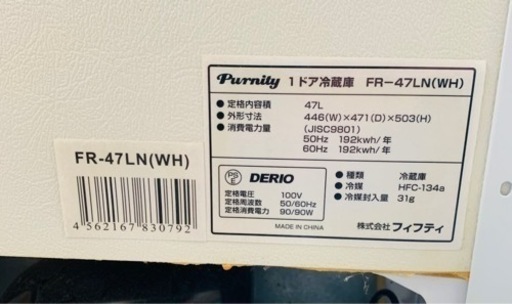 Purnity 1ドア冷蔵庫 FR-47LN(WH)
● 定格内容積 47L
● 外形寸法 446(W)×471(D)×503(H)
● 消費電力量 (JISC9801)
50Hz 192kwh/年
60Hz 192kwh/年
PS E DERIO
定格電圧 100V
定格周波数 50/60Hz
定格消費電力 90/90W
MADE IN CHINA
● 種類 冷蔵庫
● 冷媒 HFC-134a
● 冷媒封入量 31g
株式会社 フィフティ
FR-47LN(WH)
4 562167 830792